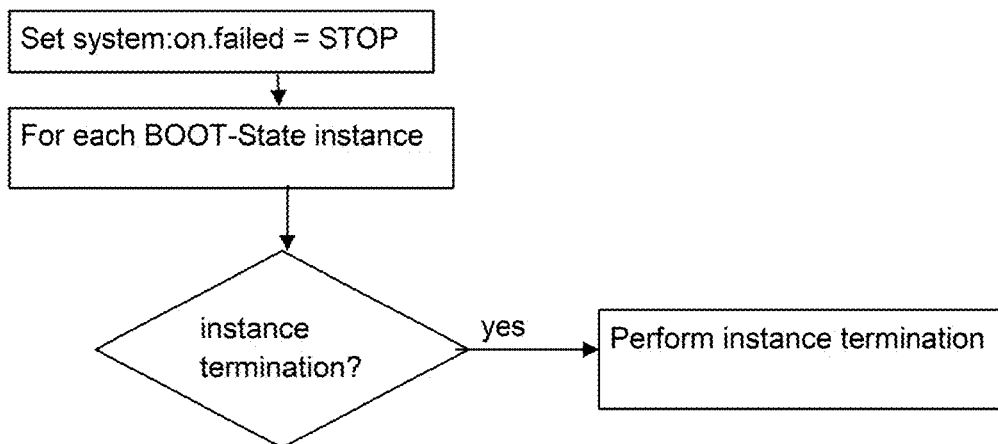 Set system:on.failed = STOP
For each BOOT-State instance
instance
termination?
yes
Perform instance termination